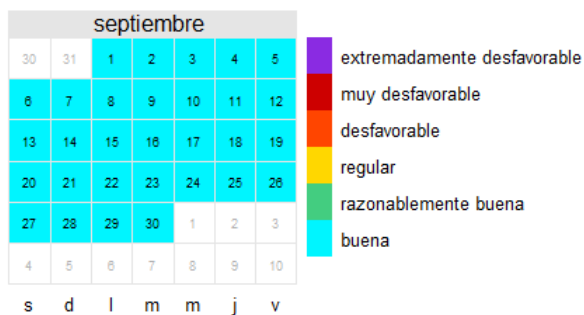 septiembre
30 31 1 2 3 4 5
6 7 8 9 10 11 12
13 14 15 16 17 18 19
20 21 22 23 24 25 26
27 28 29 30 1 2 3
4 5 6 7 8 9 10
s d l m m j v
extremadamente desfavorable
muy desfavorable
desfavorable
regular
razonablemente buena
buena